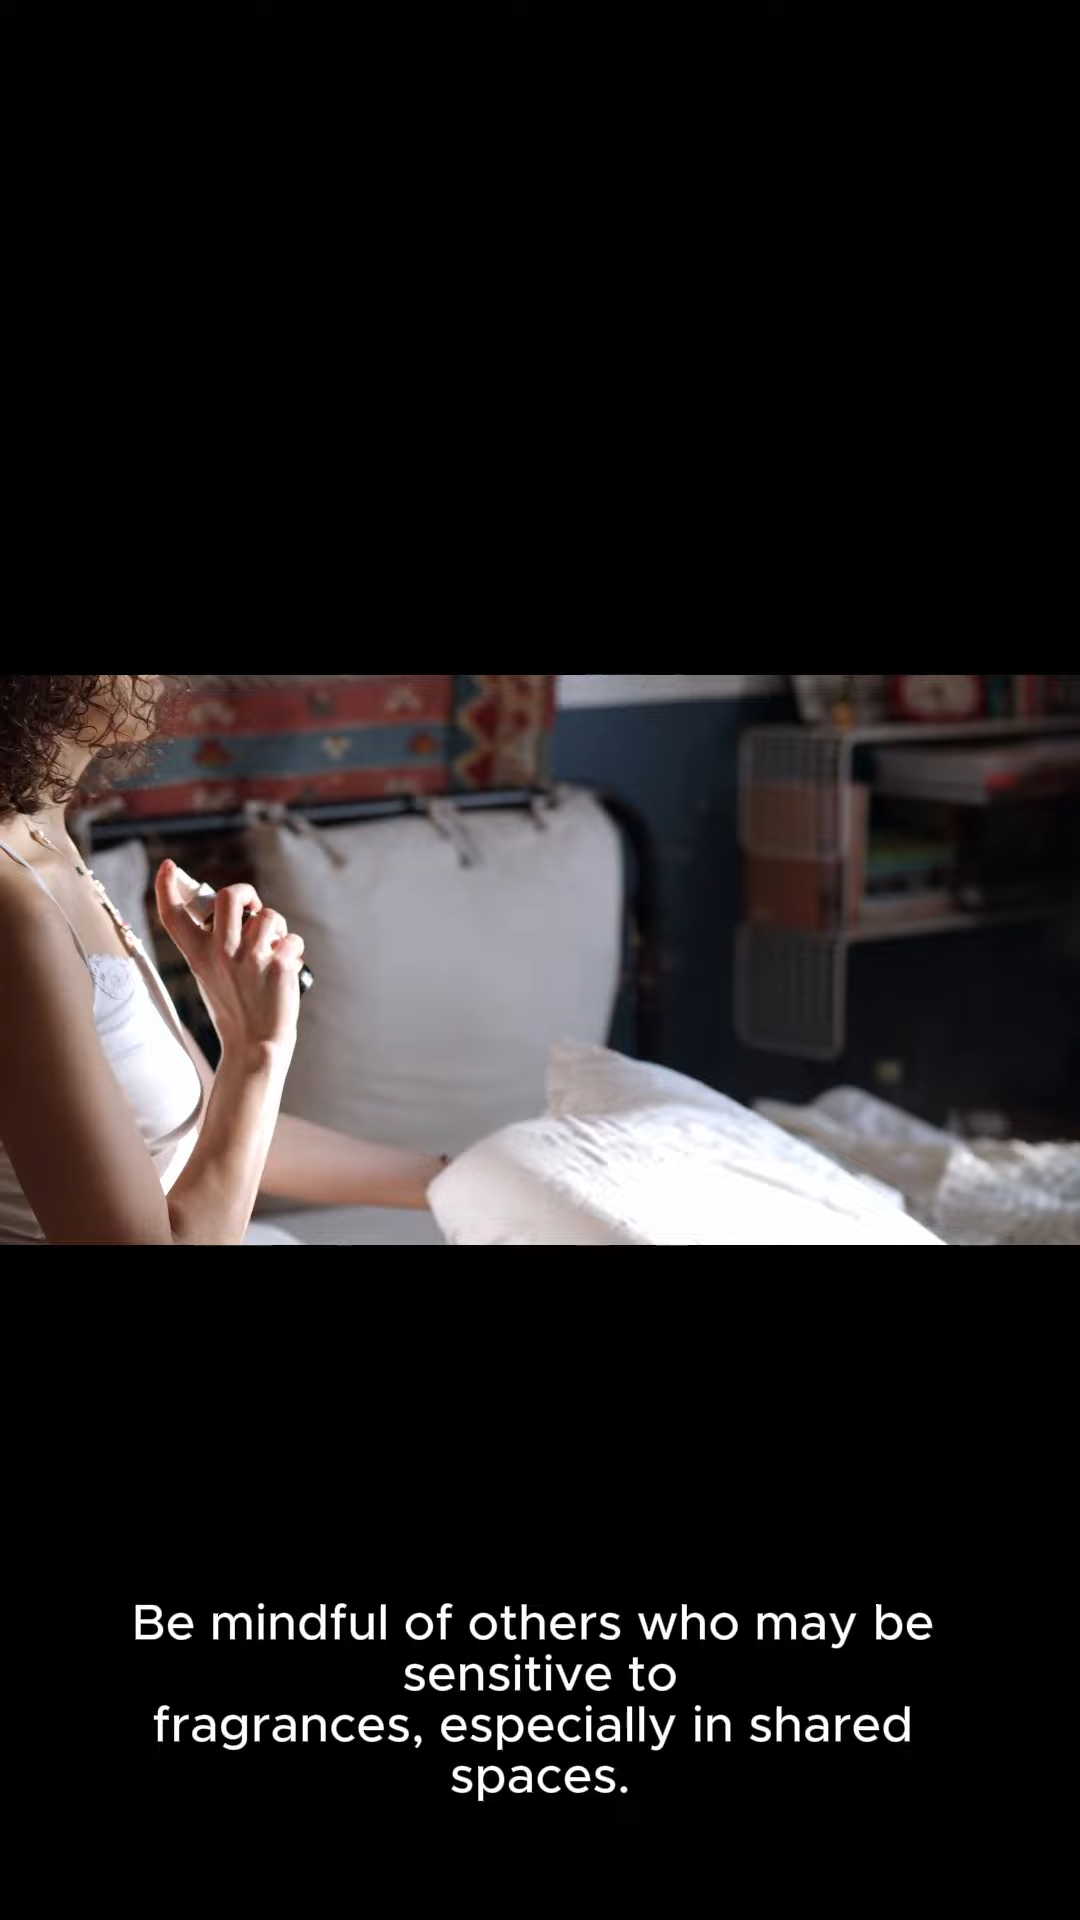 Be mindful of others who may be
sensitive to
fragrances, especially in shared
spaces.